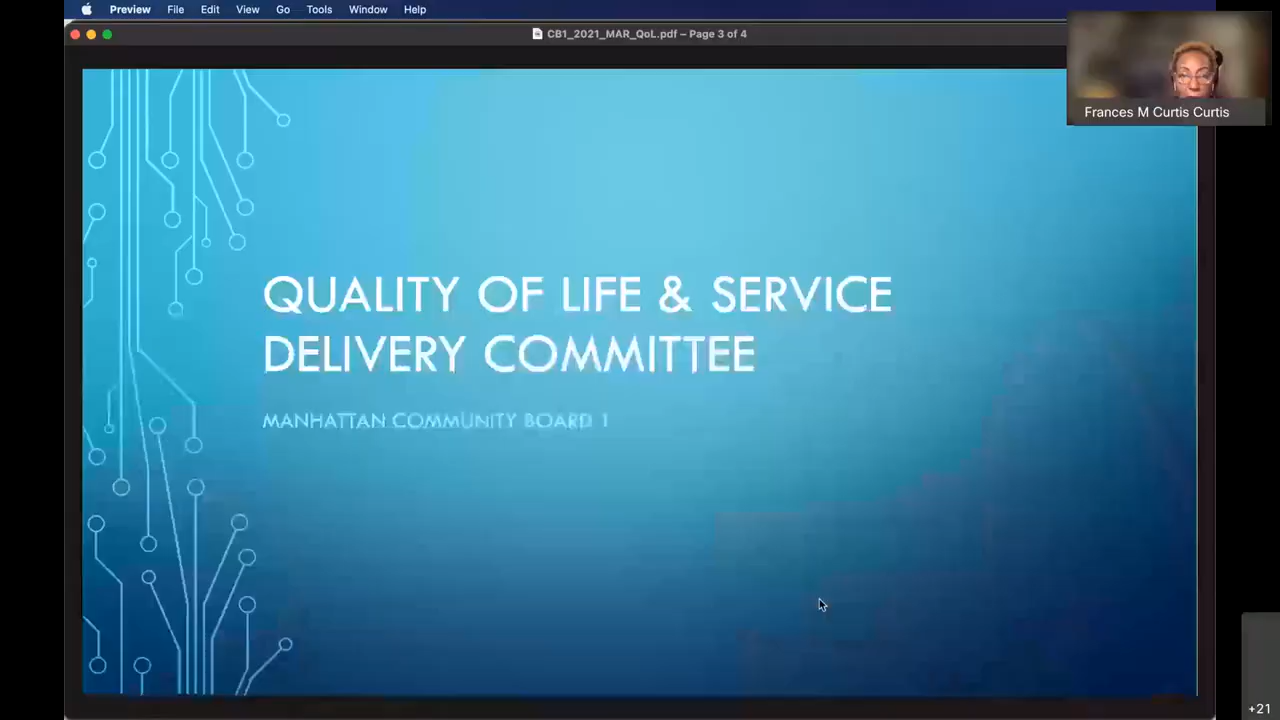 Preview File Edit View Go Tools Window Help
CB1_2021_MAR_QoL.pdf – Page 3 of 4
Frances M Curtis Curtis
QUALITY OF LIFE & SERVICE
DELIVERY COMMITTEE
MANHATTAN COMMUNITY BOARD 1
+21